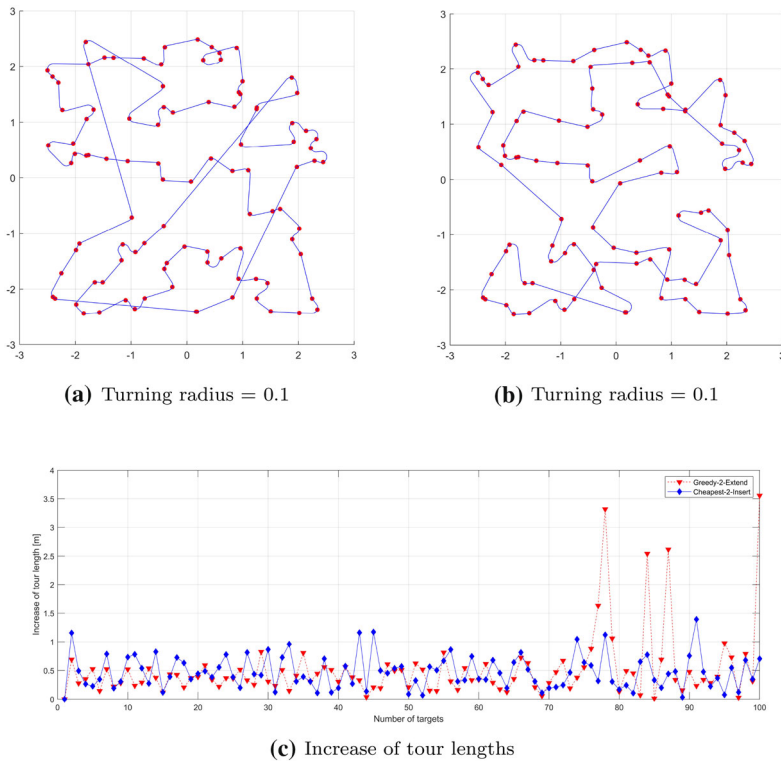 3 3
2 2
1 1
0 0
-1 -1
-2 -2
-3 -3
-3 -2 -1 0 1 2 3 -3 -2 -1 0 1 2 3
(a) Turning radius = 0.1 (b) Turning radius = 0.1
4
Greedy-2-Extend
3.5
Cheapest-2-Insert
3
2.5
Increase of tour length [m]
2
1.5
1
0.5
0
10 20 30 40 50 60 70 80 90 100
Number of targets
(c) Increase of tour lengths